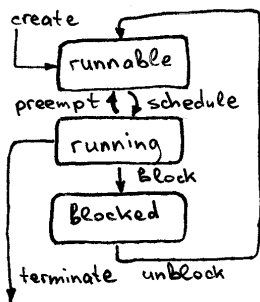 create
runnable
preempt schedule
running
block
blocked
terminate unblock